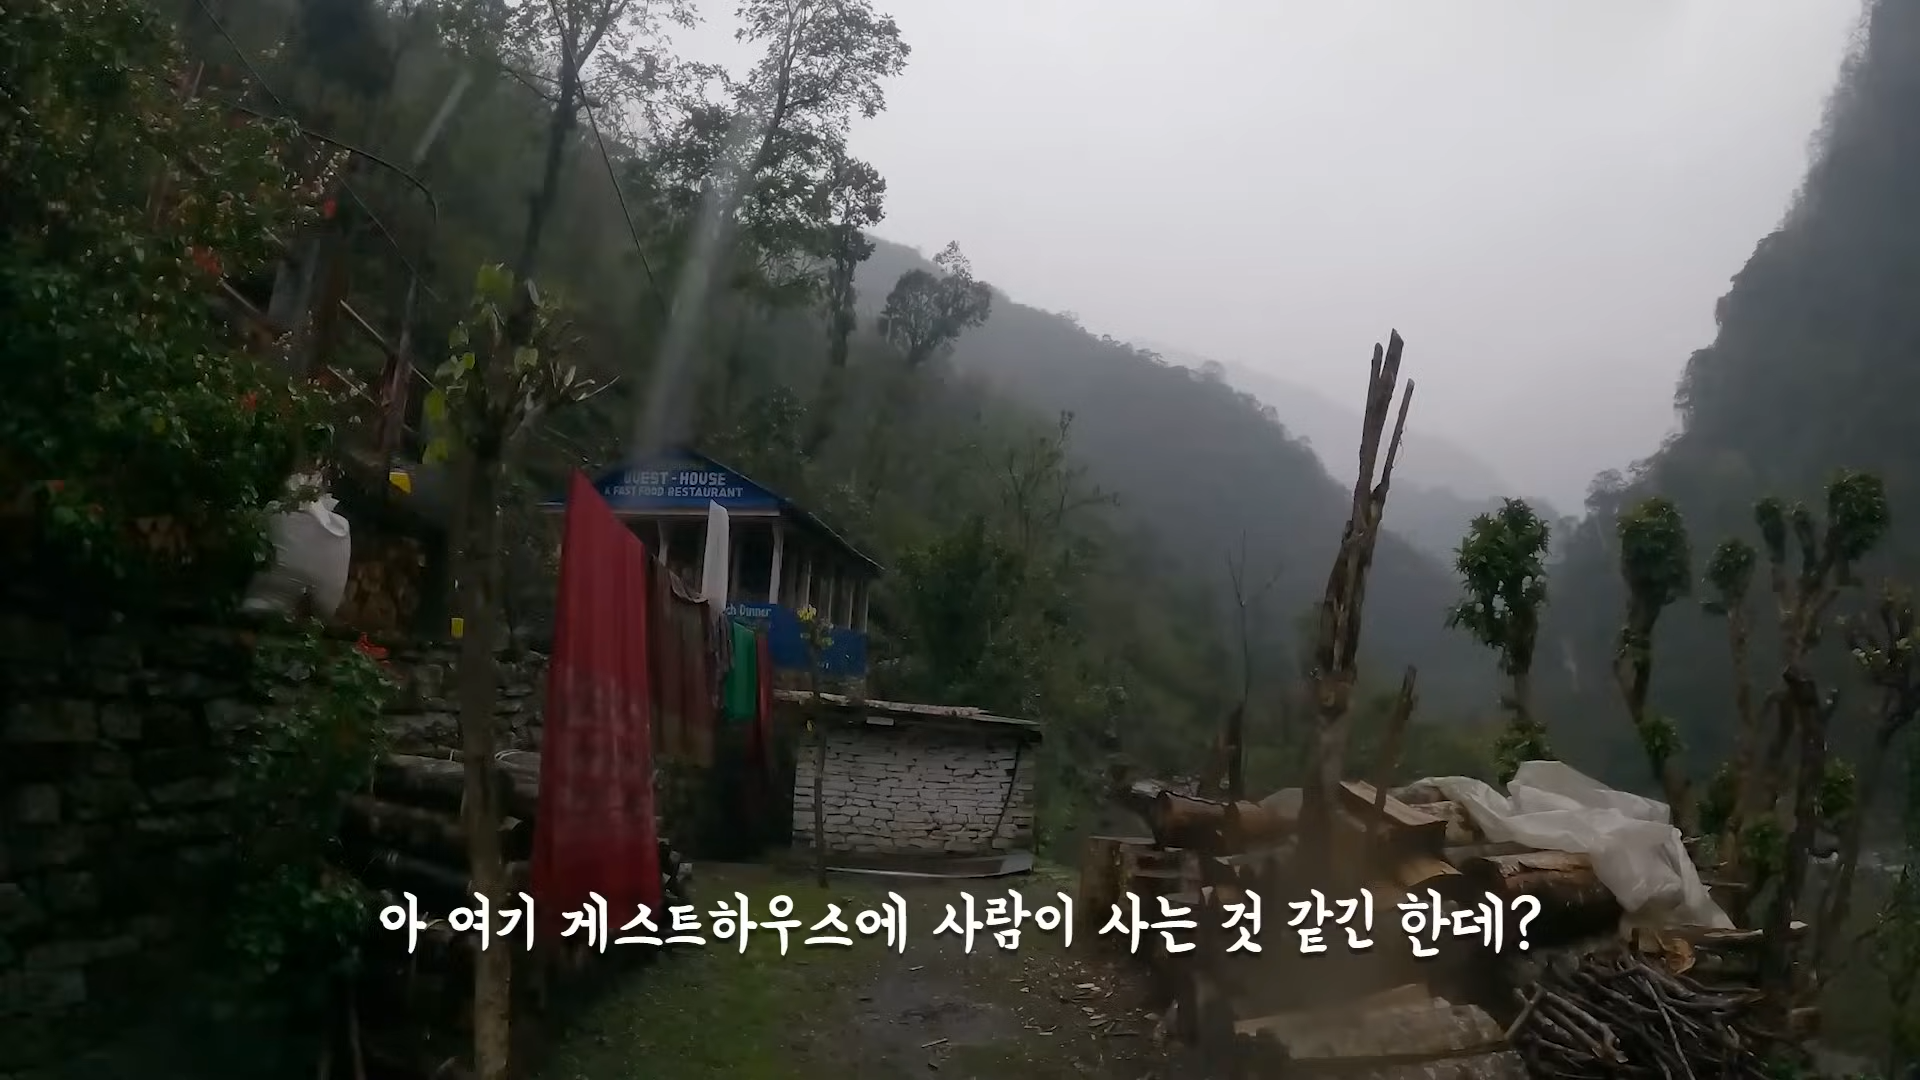 GUEST-HOUSE
& FAST FOOD RESTAURANT
Dinner
아 여기 게스트하우스에 사람이 사는 것 같긴 한데?